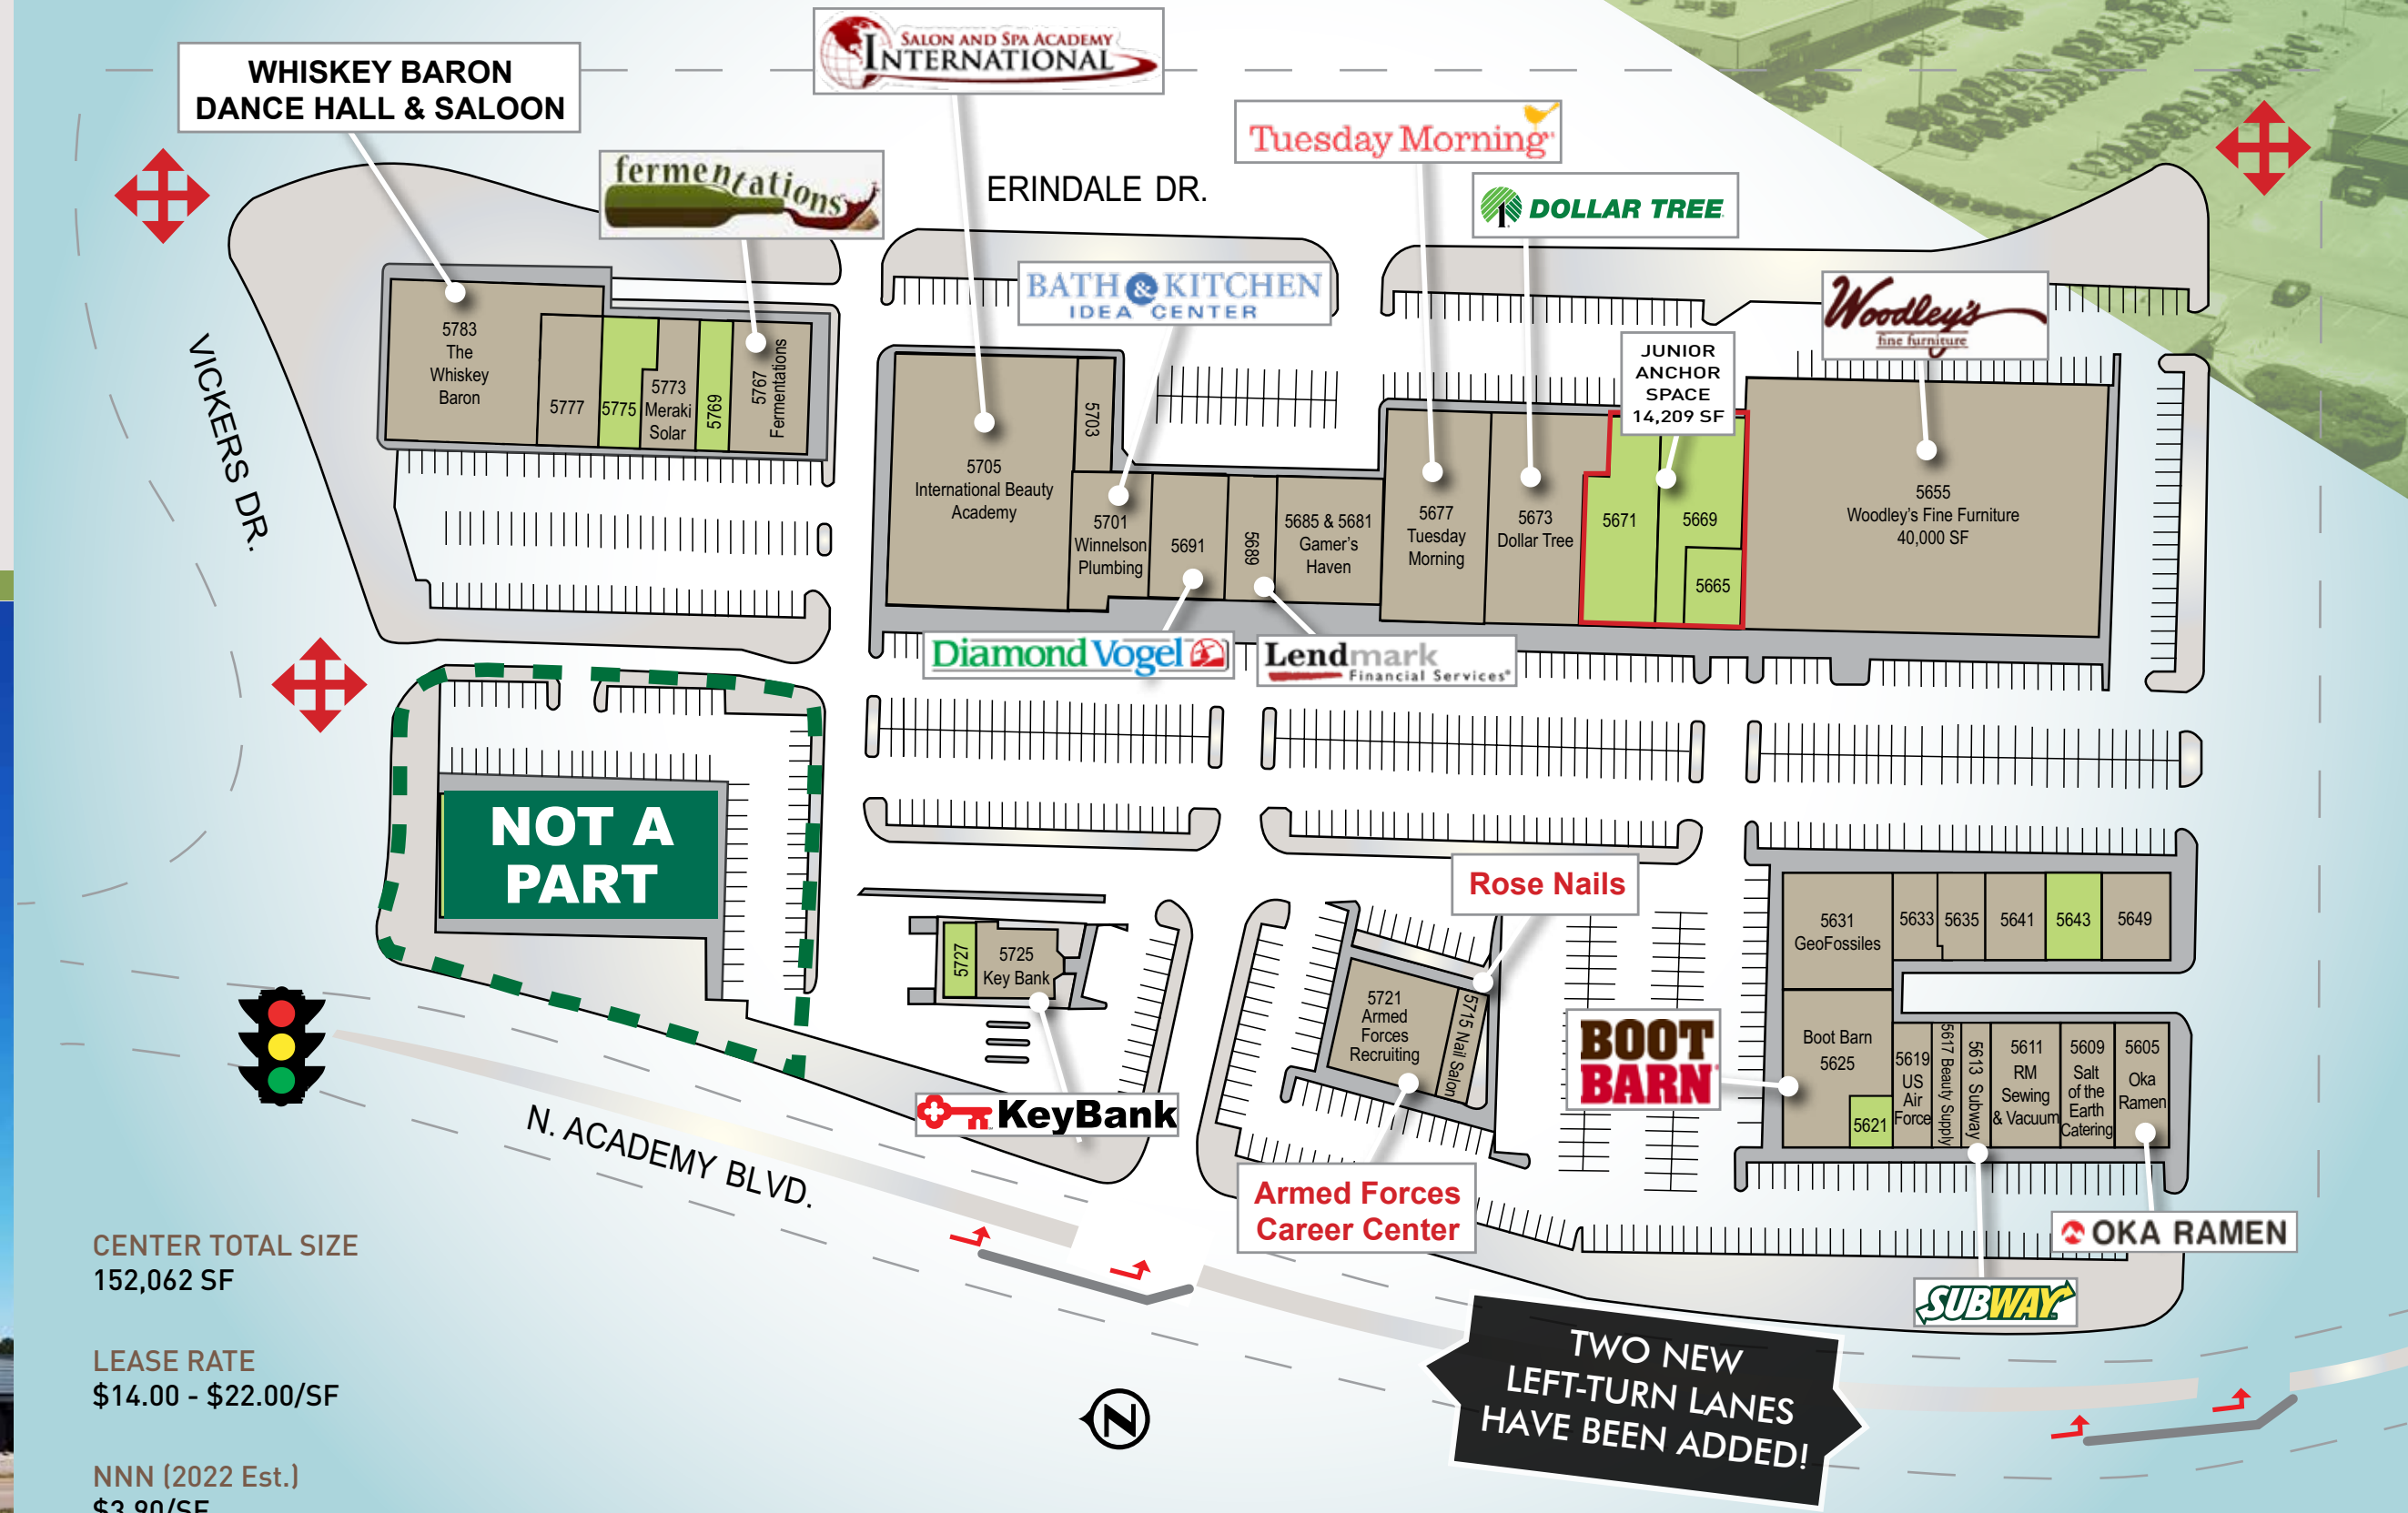 WHISKEY BARON
DANCE HALL & SALOON
SALON AND SPA ACADEMY
INTERNATIONAL
fermentations
ERINDALE DR.
Tuesday Morning
DOLLAR TREE
BATH & KITCHEN
IDEA CENTER
Woodley's
fine furniture
JUNIOR
ANCHOR
SPACE
14,209 SF
VICKERS DR.
5783
The
Whiskey
Baron
5777
5775
5773
Meraki
Solar
5769
5767
Fermentations
5705
International Beauty
Academy
5703
5701
Winnelson
Plumbing
5691
5689
5685 & 5681
Gamer's
Haven
5677
Tuesday
Morning
5673
Dollar Tree
5671
5669
5665
5655
Woodley's Fine Furniture
40,000 SF
Diamond Vogel
Lendmark
Financial Services®
NOT A
PART
Rose Nails
5727
5725
Key Bank
5721
Armed
Forces
Recruiting
5715 Nail Salon
5631
GeoFossiles
5633
5635
5641
5643
5649
BOOT
BARN
Boot Barn
5625
5621
5619
US
Air
Force
5617 Beauty Supply
5613 Subway
5611
RM
Sewing
& Vacuum
5609
Salt
of the
Earth
Catering
5605
Oka
Ramen
KeyBank
N. ACADEMY BLVD.
Armed Forces
Career Center
OKA RAMEN
SUBWAY
CENTER TOTAL SIZE
152,062 SF
LEASE RATE
$14.00 - $22.00/SF
NNN (2022 Est.)
$3.90/SF
N
TWO NEW
LEFT-TURN LANES
HAVE BEEN ADDED!